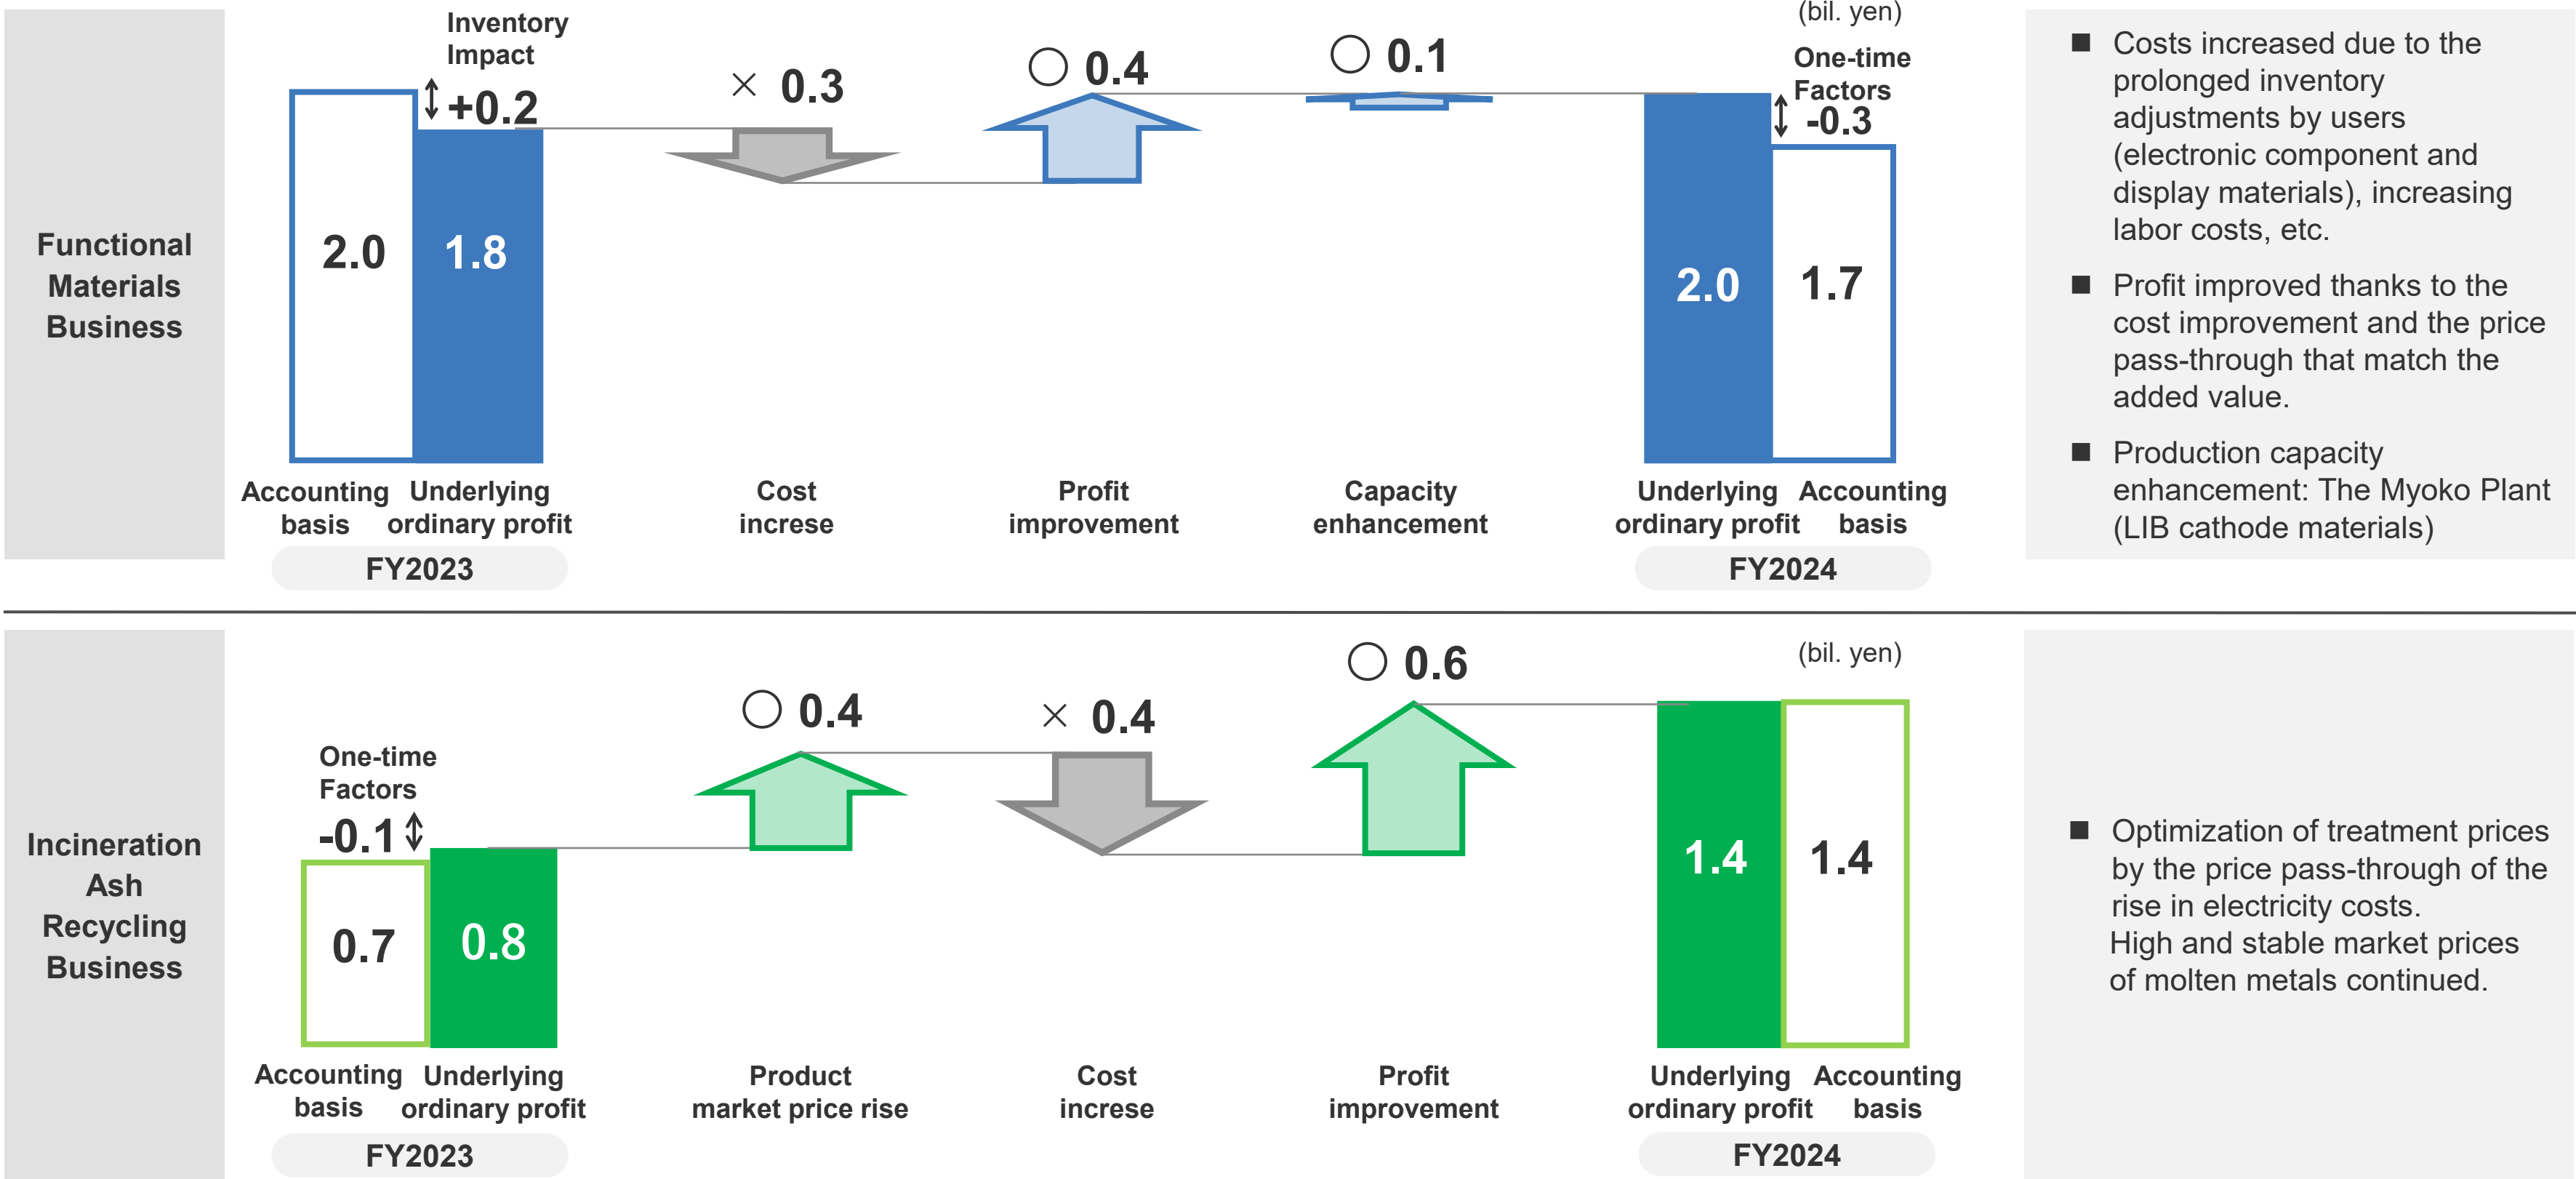 Functional
Materials
Business
Inventory
Impact
+0.2
2.0
1.8
× 0.3
○ 0.4
○ 0.1
(bil. yen)
One-time
Factors
-0.3
2.0
1.7
Accounting
basis
Underlying
ordinary profit
FY2023
Cost
increse
Profit
improvement
Capacity
enhancement
Underlying
ordinary profit
Accounting
basis
FY2024
■ Costs increased due to the
prolonged inventory
adjustments by users
(electronic component and
display materials), increasing
labor costs, etc.
■ Profit improved thanks to the
cost improvement and the price
pass-through that match the
added value.
■ Production capacity
enhancement: The Myoko Plant
(LIB cathode materials)
Incineration
Ash
Recycling
Business
One-time
Factors
-0.1
0.7
0.8
○ 0.4
× 0.4
○ 0.6
(bil. yen)
1.4
1.4
Accounting
basis
Underlying
ordinary profit
FY2023
Product
market price rise
Cost
increse
Profit
improvement
Underlying
ordinary profit
Accounting
basis
FY2024
■ Optimization of treatment prices
by the price pass-through of the
rise in electricity costs.
High and stable market prices
of molten metals continued.